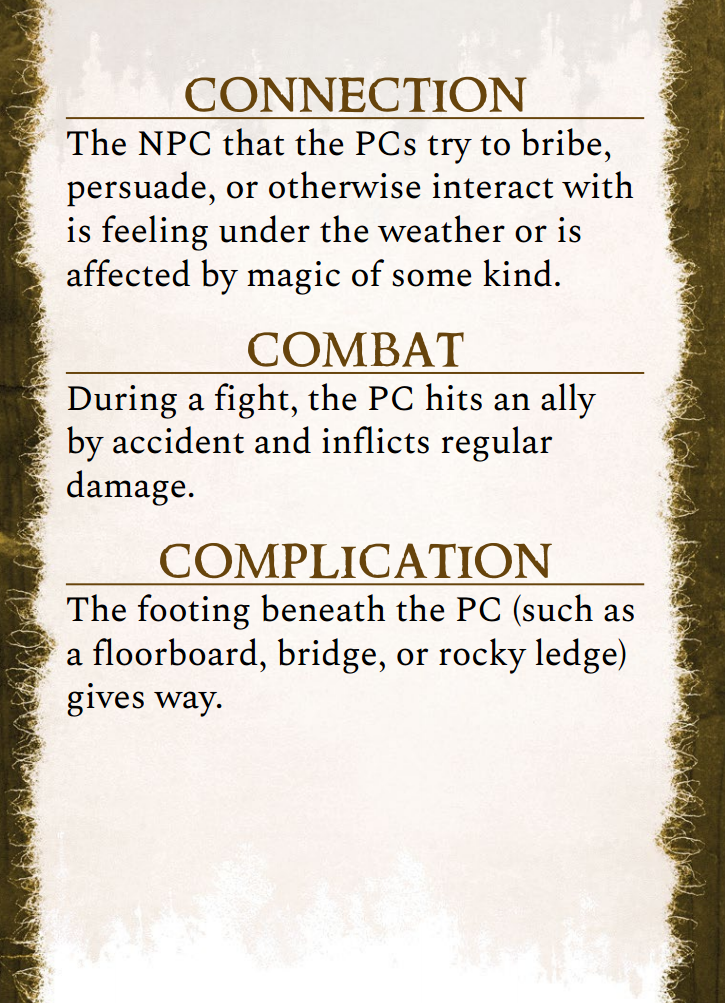 CONNECTION
The NPC that the PCs try to bribe,
persuade, or otherwise interact with
is feeling under the weather or is
affected by magic of some kind.
COMBAT
During a fight, the PC hits an ally
by accident and inflicts regular
damage.
COMPLICATION
The footing beneath the PC (such as
a floorboard, bridge, or rocky ledge)
gives way.